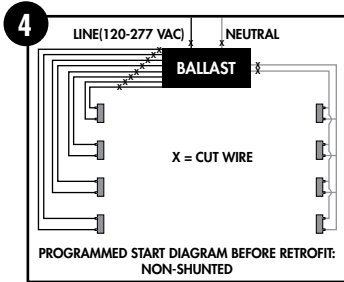 4
LINE(120-277 VAC)
NEUTRAL
BALLAST
X = CUT WIRE
PROGRAMMED START DIAGRAM BEFORE RETROFIT:
NON-SHUNTED